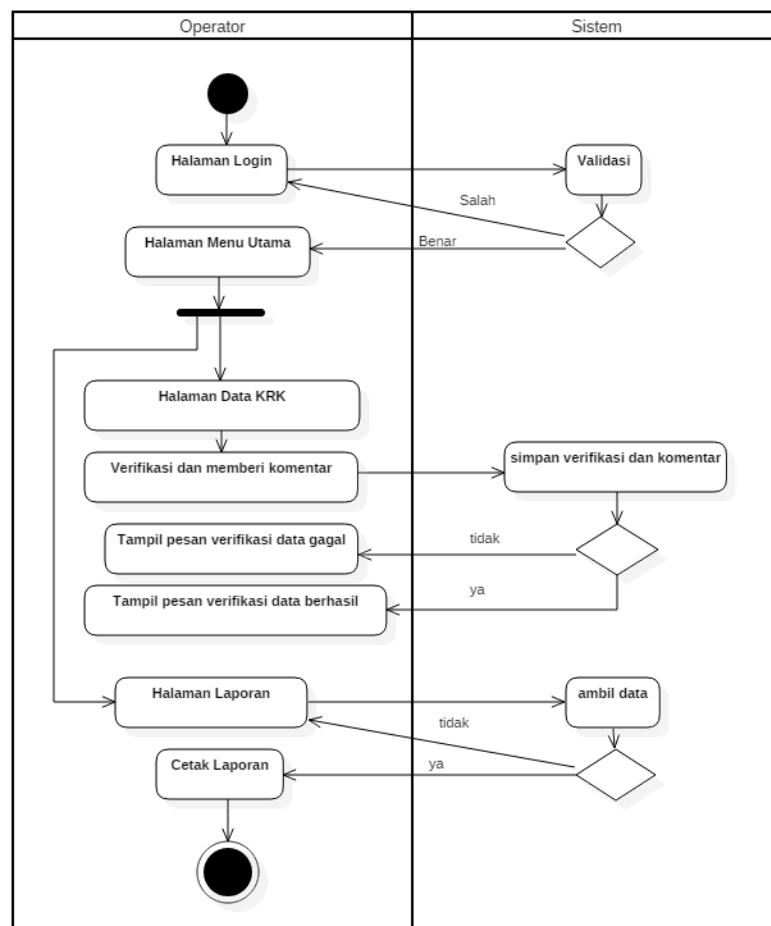 Operator
Sistem
Halaman Login
Validasi
Salah
Halaman Menu Utama
Benar
Halaman Data KRK
Verifikasi dan memberi komentar
simpan verifikasi dan komentar
Tampil pesan verifikasi data gagal
tidak
Tampil pesan verifikasi data berhasil
ya
Halaman Laporan
ambil data
tidak
Cetak Laporan
ya